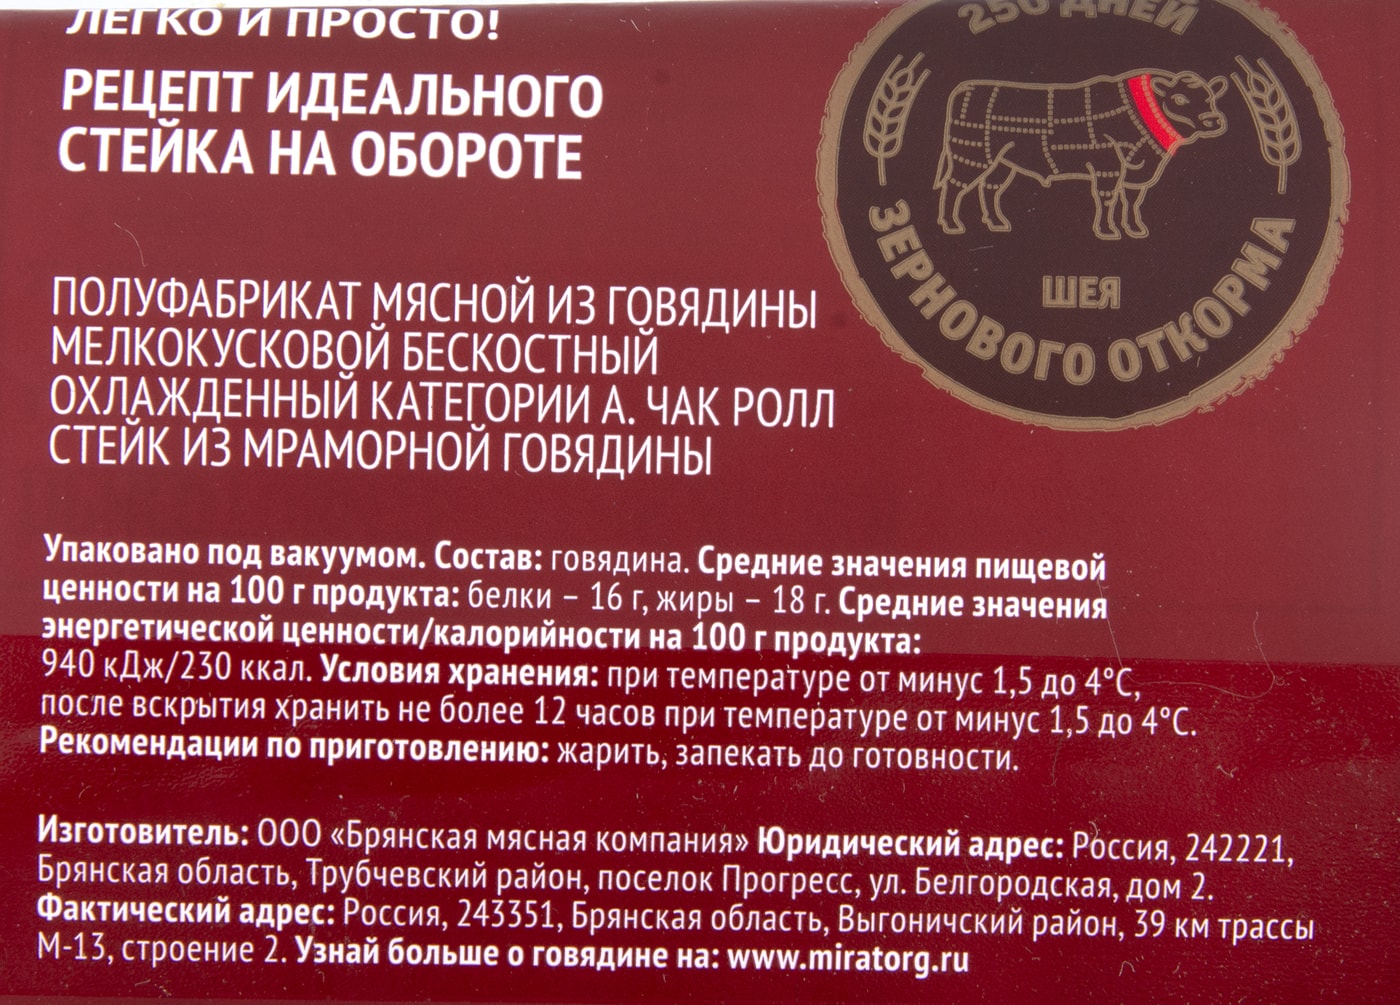 ЛЕГКО И ПРОСТО!
РЕЦЕПТ ИДЕАЛЬНОГО
СТЕЙКА НА ОБОРОТЕ
250 ДНЕЙ
ЗЕРНОВОГО ОТКОРМА
ШЕЯ
ПОЛУФАБРИКАТ МЯСНОЙ ИЗ ГОВЯДИНЫ
МЕЛКОКУСКОВОЙ БЕСКОСТНЫЙ
ОХЛАЖДЕННЫЙ КАТЕГОРИИ А. ЧАК РОЛЛ
СТЕЙК ИЗ МРАМОРНОЙ ГОВЯДИНЫ
Упаковано под вакуумом. Состав: говядина. Средние значения пищевой
ценности на 100 г продукта: белки – 16 г, жиры – 18 г. Средние значения
энергетической ценности/калорийности на 100 г продукта:
940 кДж/230 ккал. Условия хранения: при температуре от минус 1,5 до 4°С,
после вскрытия хранить не более 12 часов при температуре от минус 1,5 до 4°С.
Рекомендации по приготовлению: жарить, запекать до готовности.
Изготовитель: ООО «Брянская мясная компания» Юридический адрес: Россия, 242221,
Брянская область, Трубчевский район, поселок Прогресс, ул. Белгородская, дом 2.
Фактический адрес: Россия, 243351, Брянская область, Выгоничский район, 39 км трассы
М-13, строение 2. Узнай больше о говядине на: www.miratorg.ru